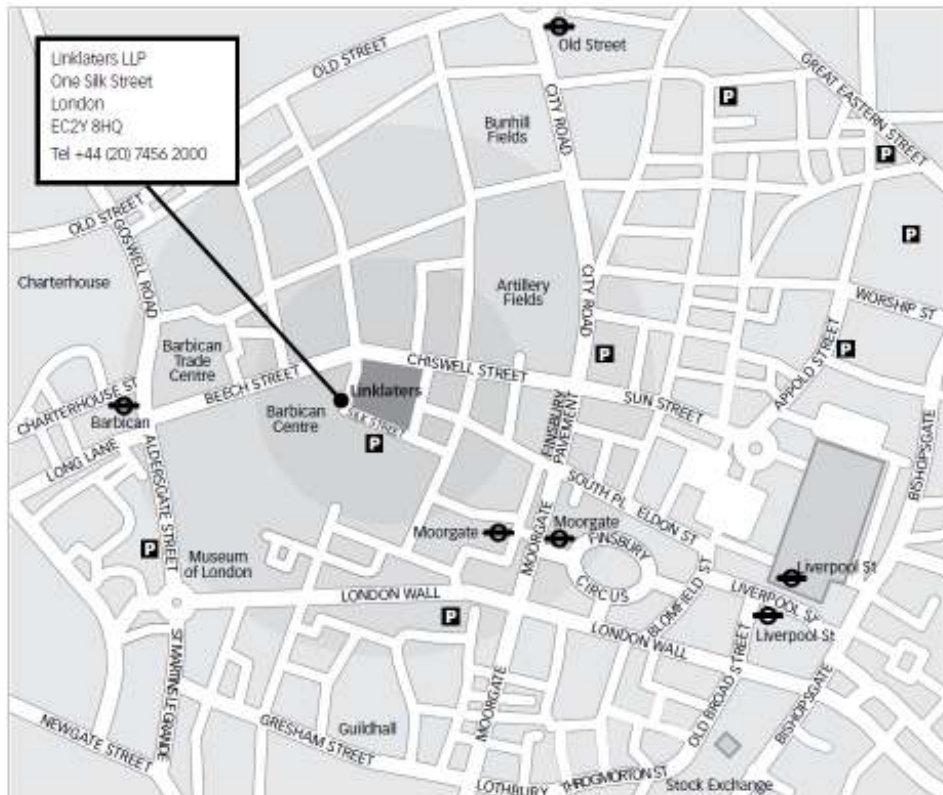 Linklaters LLP
One Silk Street
London
EC2Y 8HQ
Tel +44 (20) 7456 2000
Old Street
OLD STREET
GREAT EASTERN STREET
CITY ROAD
P
Bunhill
Fields
P
OLD STREET
GOSWELL ROAD
P
Charterhouse
Artillery
Fields
CITY ROAD
WORSHIP ST
Barbican
Trade
Centre
CHISWELL STREET
P
P
APPOLD STREET
BEECH STREET
Linklaters
SUN STREET
CHARTERHOUSE ST
Barbican
Barbican
Centre
SILK STREET
P
FINSBURY
PAVEMENT
BISHOPSGATE
LONG LANE
ALDERSGATE STREET
SOUTH PL
ELDON ST
Moorgate
Moorgate
MOORGATE
FINSBURY
CIRCUS
P
Museum
of London
Liverpool St
LIVERPOOL ST
BLOMFIELD ST
LONDON WALL
P
Liverpool St
LONDON WALL
ST MARTINS LE GRANDE
OLD BROAD STREET
BISHOPSGATE
NEWGATE STREET
GRESHAM STREET
Guildhall
MOORGATE
LOTHBURY
THROGMORTON ST
Stock Exchange